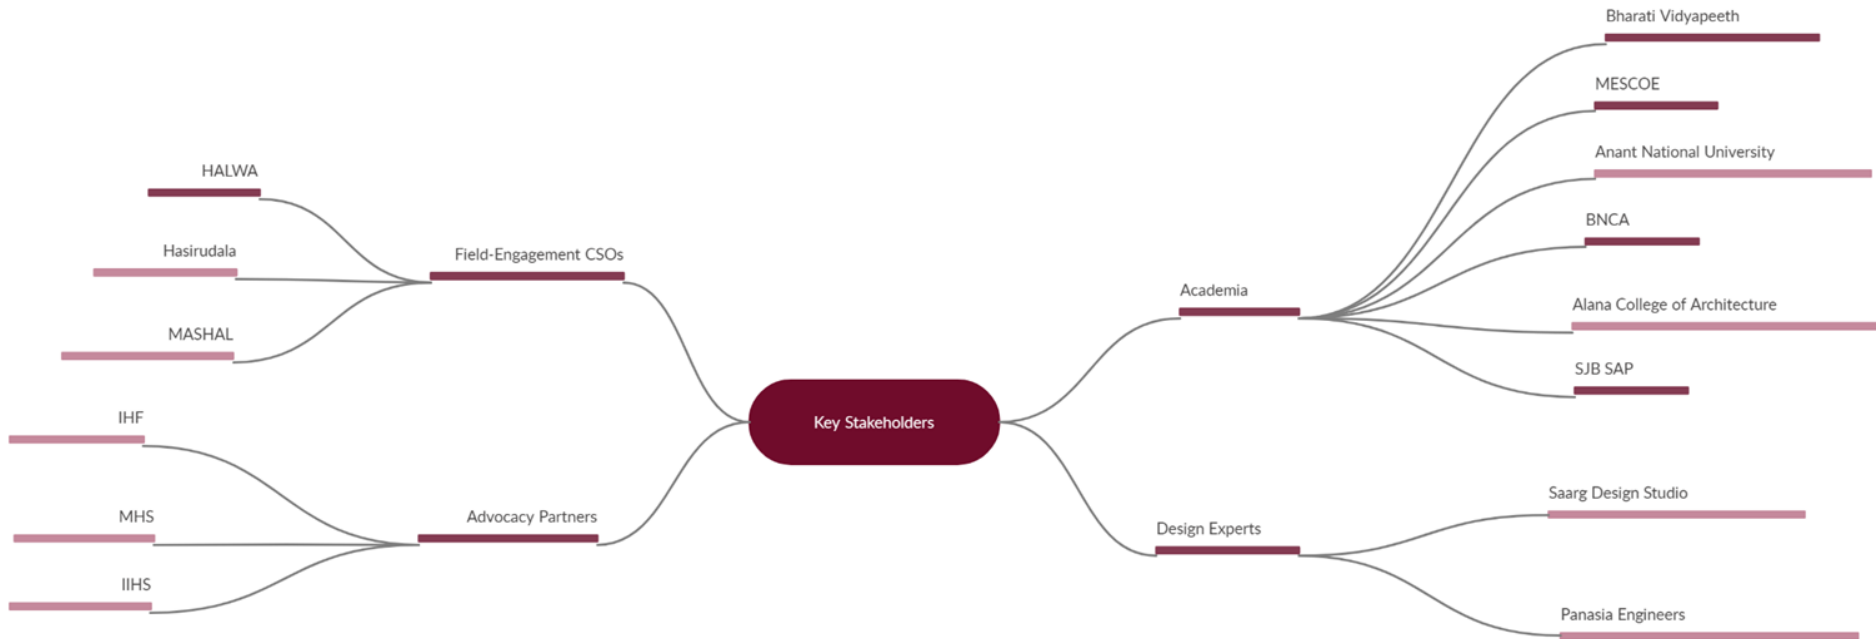 Key Stakeholders
Field-Engagement CSOs
HALWA
Hasirudala
MASHAL
Advocacy Partners
IHF
MHS
IIHS
Academia
Bharati Vidyapeeth
MESCOE
Anant National University
BNCA
Alana College of Architecture
SJB SAP
Design Experts
Saarg Design Studio
Panasia Engineers